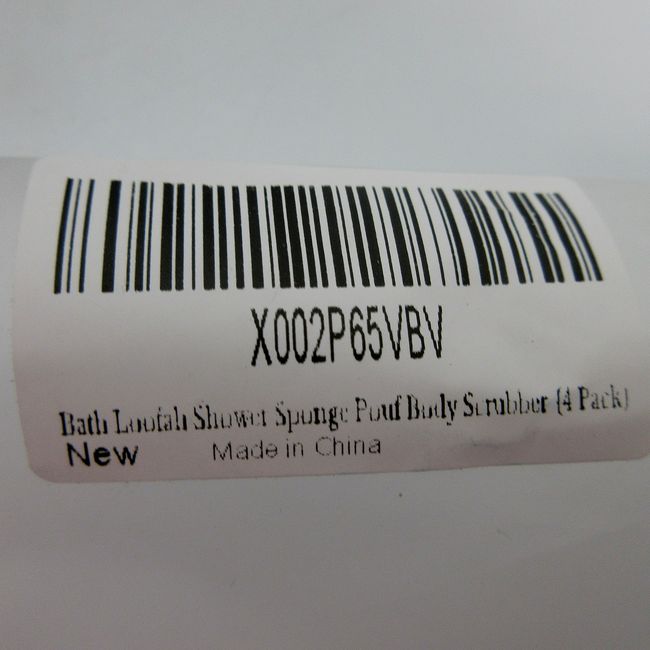 X002P65VBV
Bath Loofah Shower Sponge Pouf Body Scrubber (4 Pack)
New
Made in China